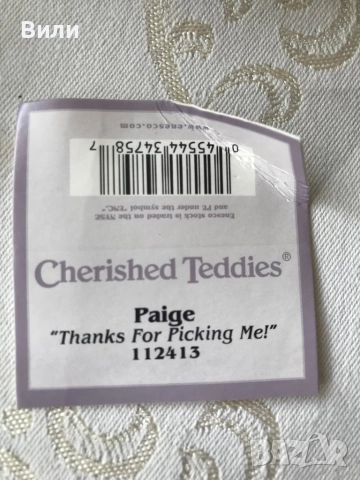 Вили
www.enesco.com
0 45544 34758 7
Enesco stock is traded on the NYSE
and PE under the symbol "ENC."
Cherished Teddies®
Paige
"Thanks For Picking Me!"
112413
BAZAR